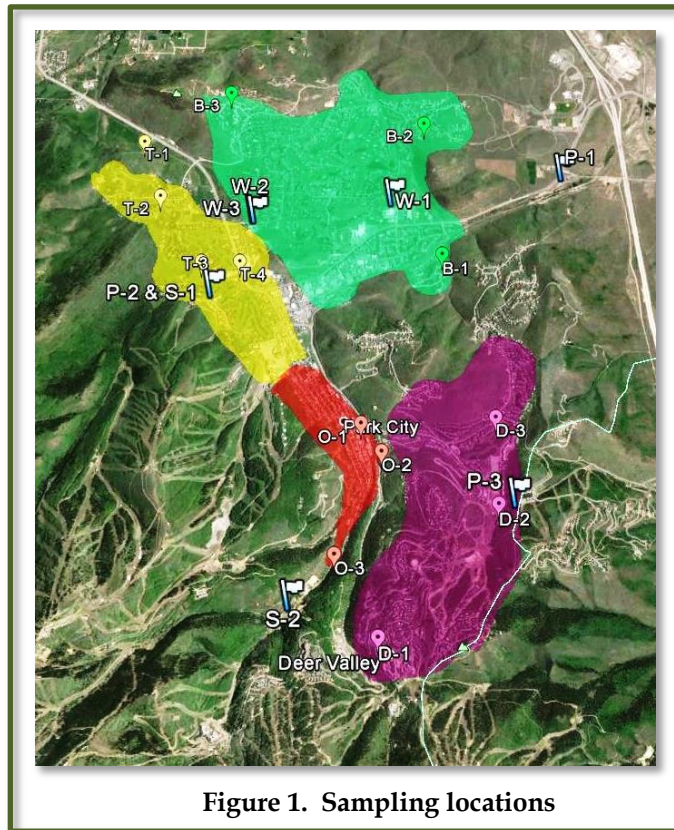 B-3
B-2
T-1
P-1
W-2
T-2
W-3
W-1
T-3
T-4
B-1
P-2 & S-1
Park City
O-1
D-3
O-2
P-3
D-2
O-3
S-2
Deer Valley
D-1
Figure 1. Sampling locations